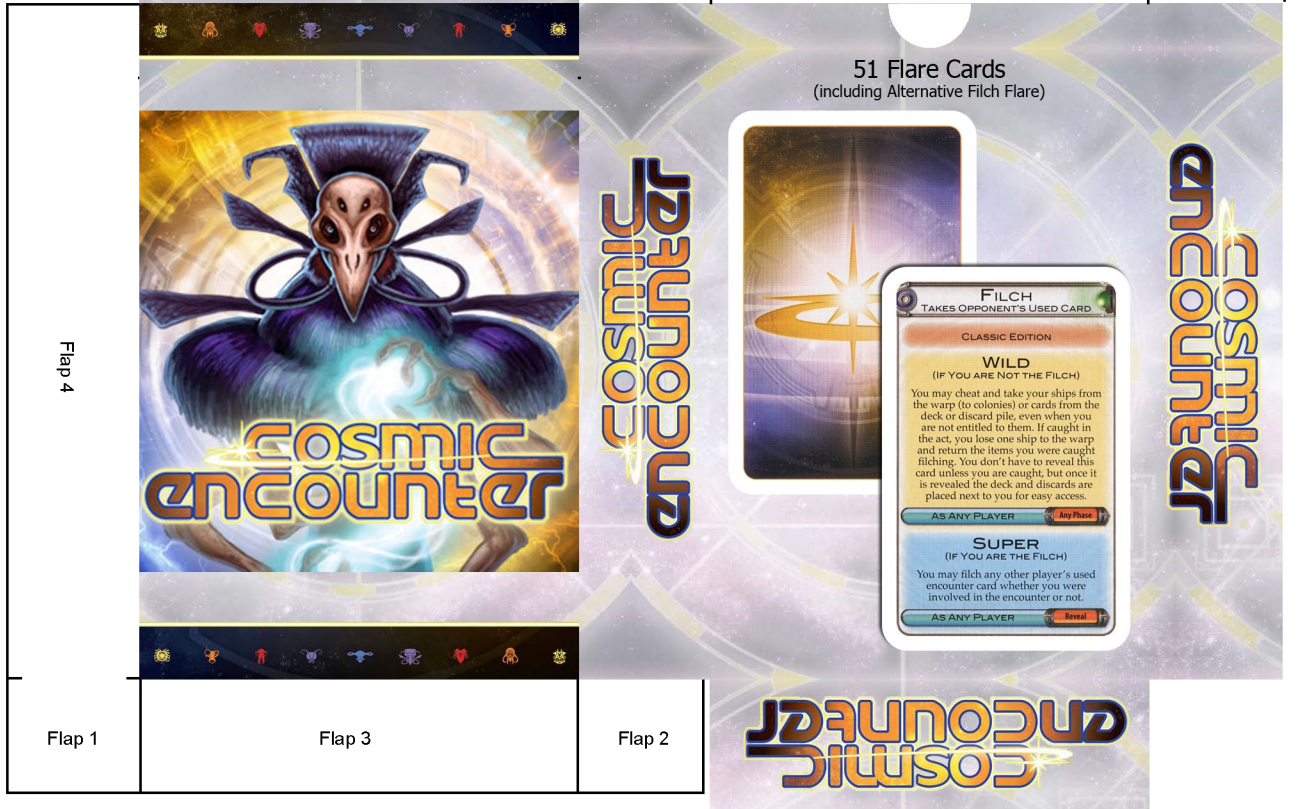 51 Flare Cards
(including Alternative Filch Flare)
cosmic
encounter
cosmic
encounter
FILCH
TAKES OPPONENT'S USED CARD
CLASSIC EDITION
WILD
(IF YOU ARE NOT THE FILCH)
You may cheat and take your ships from
the warp (to colonies) or cards from the
deck or discard pile, even when you
are not entitled to them. If caught in
the act, you lose one ship to the warp
and return the items you were caught
filching. You don't have to reveal this
card unless you are caught, but once it
is revealed the deck and discards are
placed next to you for easy access.
AS ANY PLAYER Any Phase
SUPER
(IF YOU ARE THE FILCH)
You may filch any other player's used
encounter card whether you were
involved in the encounter or not.
AS ANY PLAYER Reveal
cosmic
encounter
Flap 4
Flap 1
Flap 3
Flap 2
cosmic
encounter